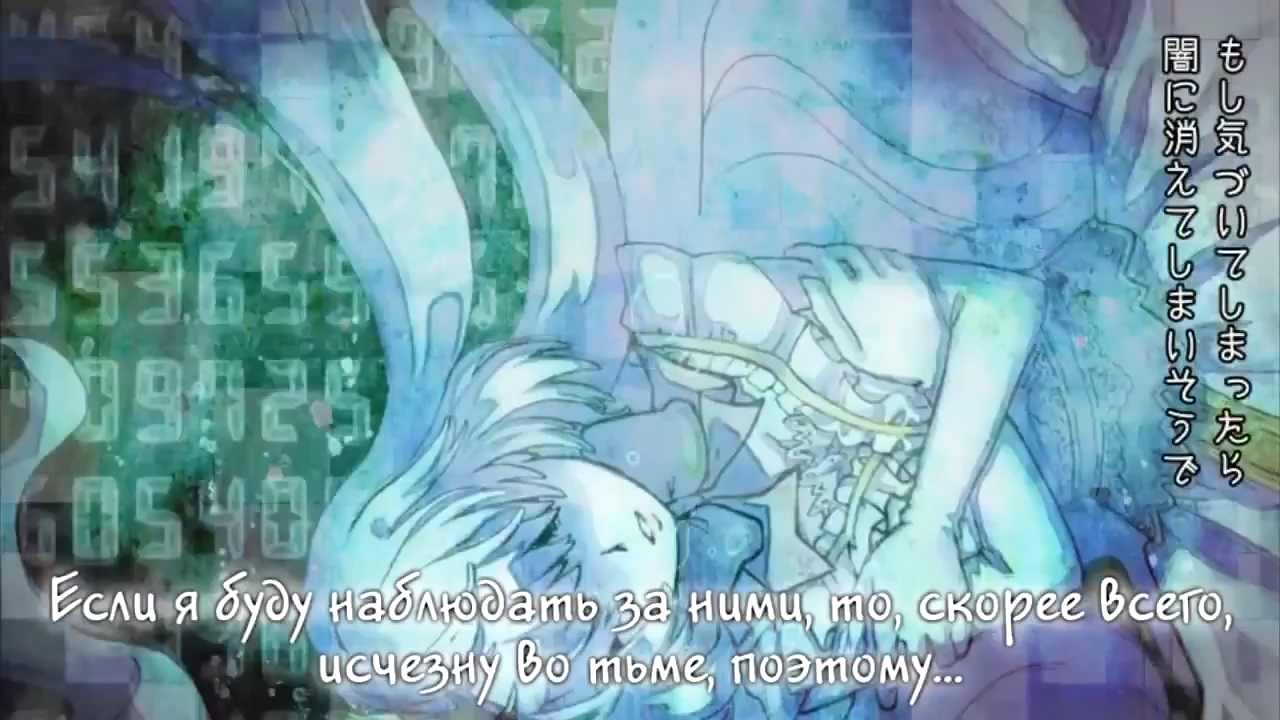 もし気づいてしまったら
闇に消えてしまいそうで
Если я буду наблюдать за ними, то, скорее всего,
исчезну во тьме, поэтому...